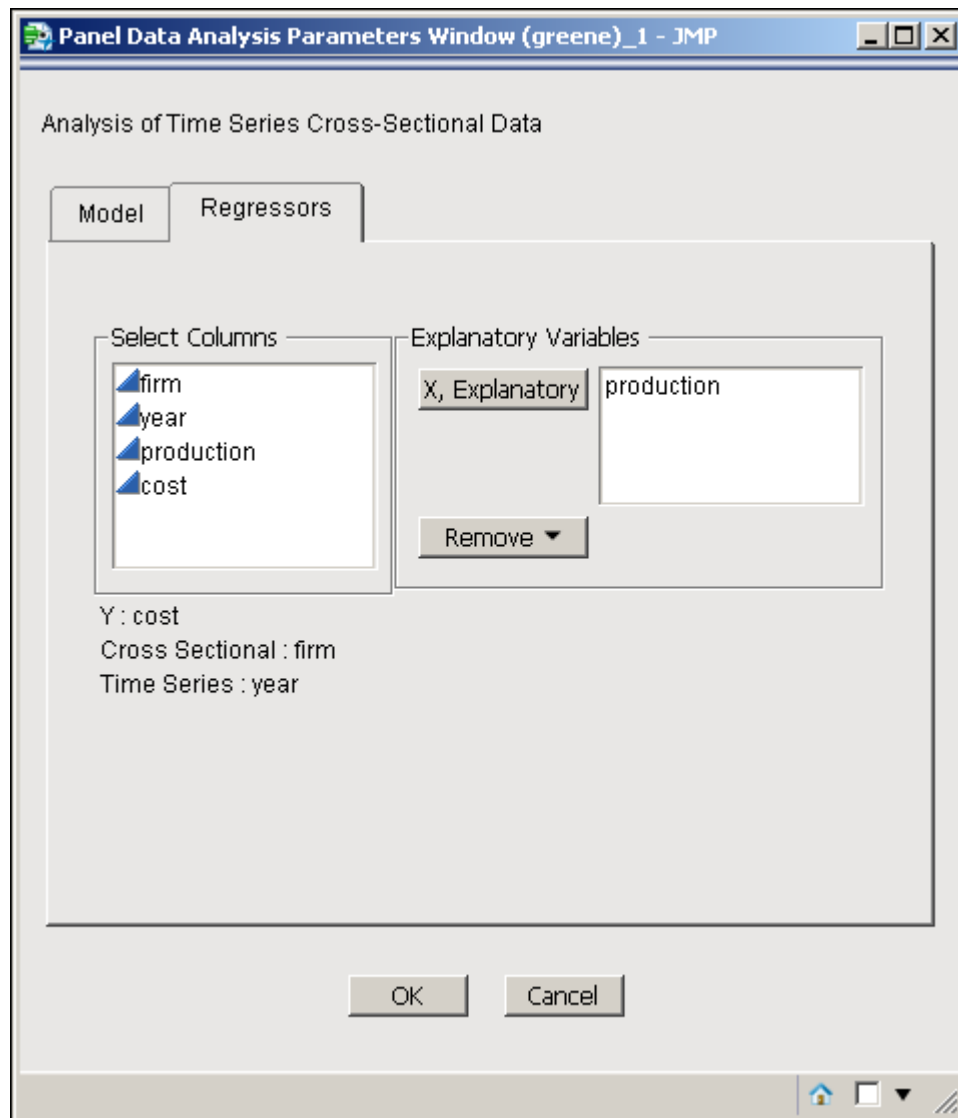 Panel Data Analysis Parameters Window (greene)_1 - JMP
Analysis of Time Series Cross-Sectional Data
Model
Regressors
Select Columns
firm
year
production
cost
Explanatory Variables
X, Explanatory
production
Remove
Y : cost
Cross Sectional : firm
Time Series : year
OK
Cancel